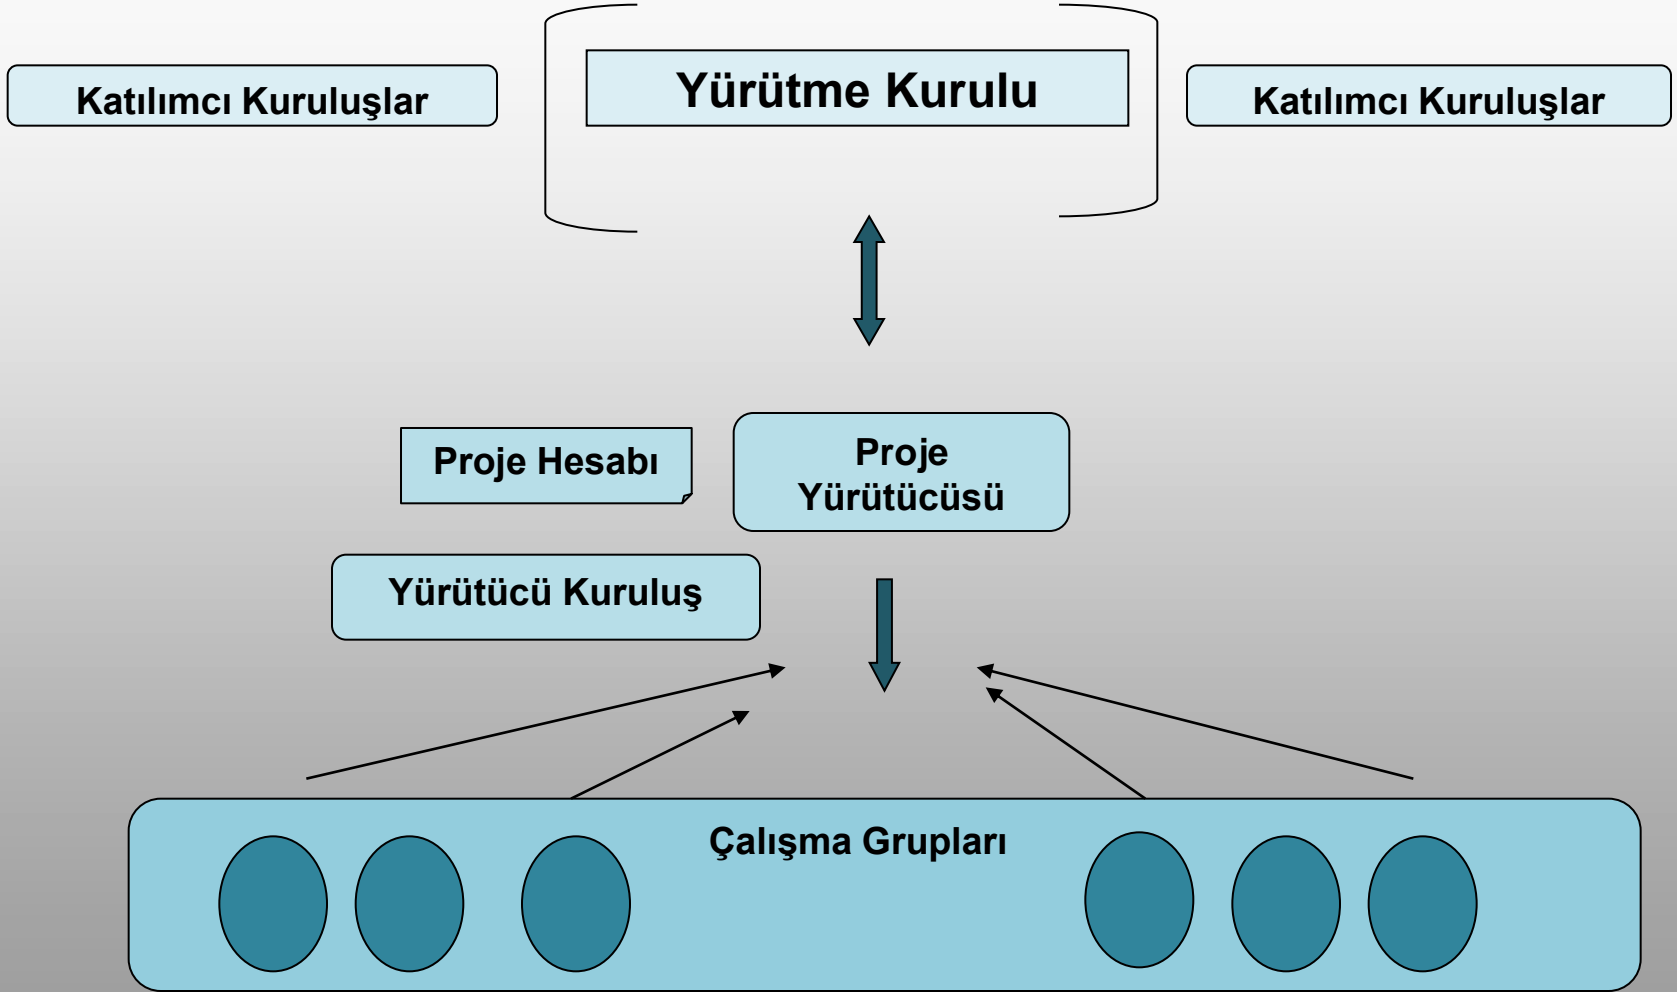 Katılımcı Kuruluşlar
Yürütme Kurulu
Katılımcı Kuruluşlar
Proje Hesabı
Proje
Yürütücüsü
Yürütücü Kuruluş
Çalışma Grupları